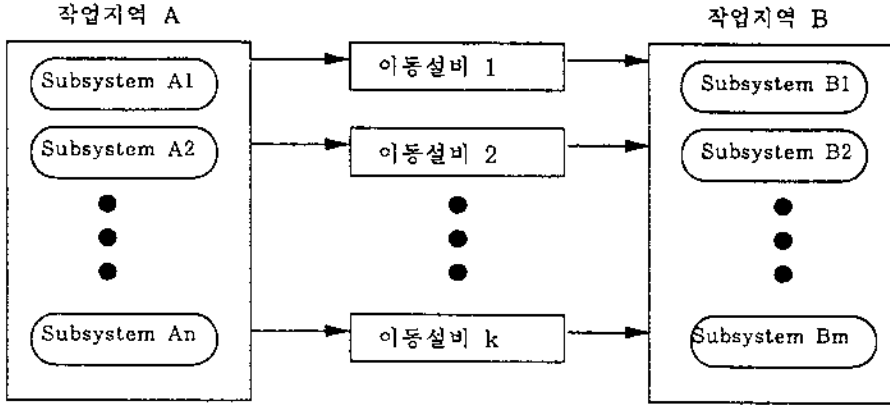 작업지역 A
작업지역 B
Subsystem A1
이동설비 1
Subsystem B1
Subsystem A2
이동설비 2
Subsystem B2
Subsystem An
이동설비 k
Subsystem Bm